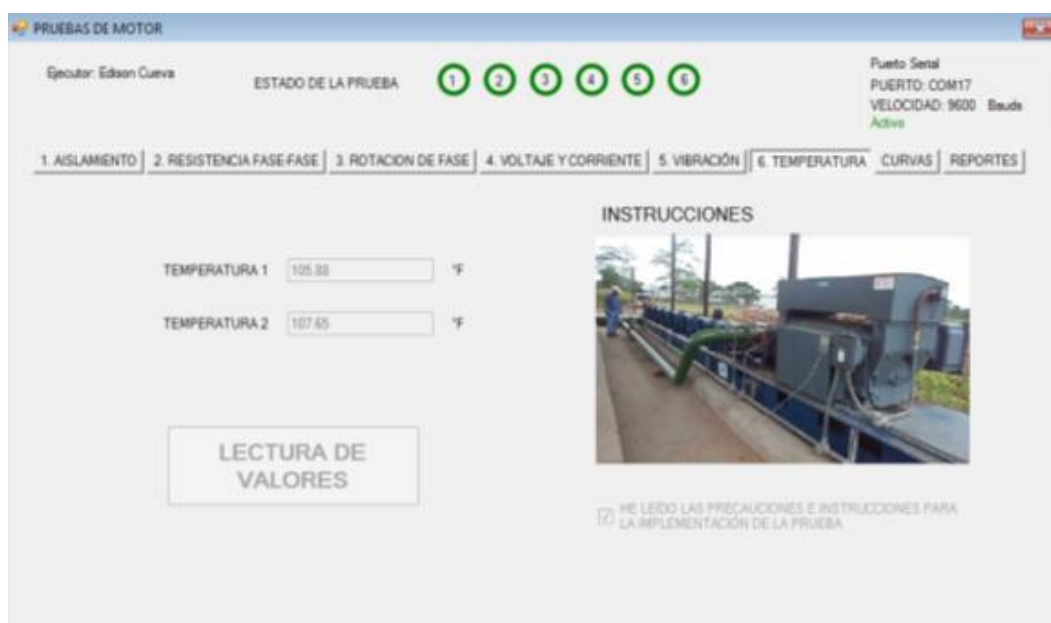 PRUEBAS DE MOTOR
Ejecutor: Edison Cueva
ESTADO DE LA PRUEBA
1 2 3 4 5 6
Puerto Serial
PUERTO: COM17
VELOCIDAD: 9600 Bauds
Activo
1. AISLAMIENTO 2. RESISTENCIA FASE-FASE 3. ROTACION DE FASE 4. VOLTAJE Y CORRIENTE 5. VIBRACIÓN 6. TEMPERATURA CURVAS REPORTES
INSTRUCCIONES
TEMPERATURA 1 105.88 °F
TEMPERATURA 2 107.65 °F
LECTURA DE
VALORES
HE LEIDO LAS PRECAUCIONES E INSTRUCCIONES PARA
LA IMPLEMENTACIÓN DE LA PRUEBA